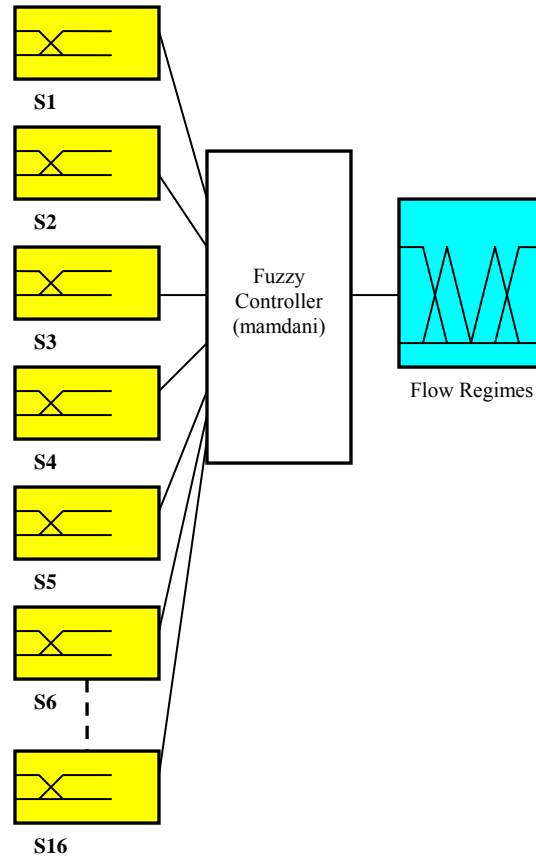 S1
S2
S3
S4
S5
S6
S16
Fuzzy
Controller
(mamdani)
Flow Regimes